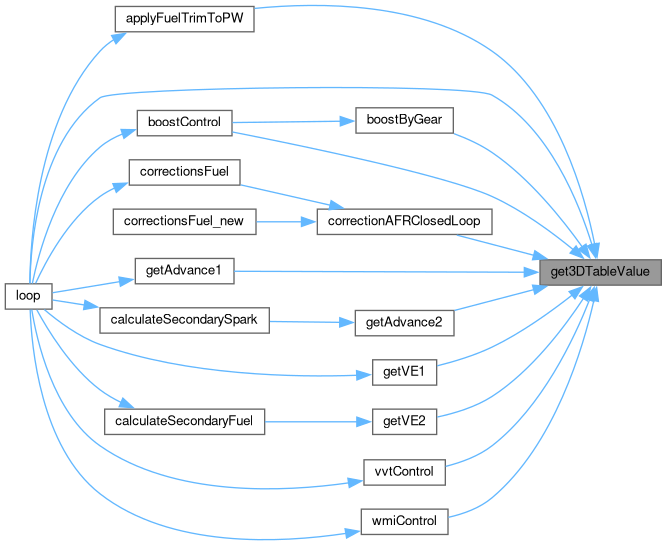 applyFuelTrimToPW
boostControl
boostByGear
correctionsFuel
correctionsFuel_new
correctionAFRClosedLoop
getAdvance1
get3DTableValue
loop
calculateSecondarySpark
getAdvance2
getVE1
calculateSecondaryFuel
getVE2
vvtControl
wmiControl